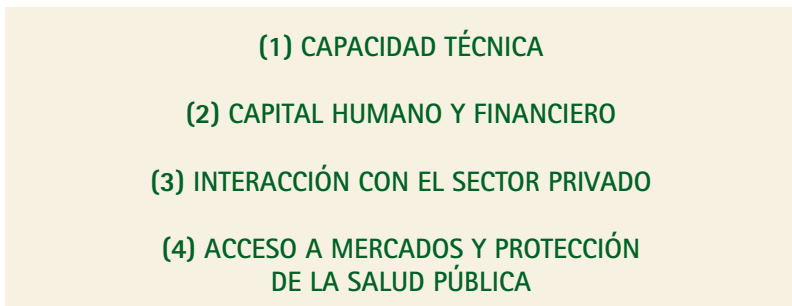 (1) CAPACIDAD TÉCNICA
(2) CAPITAL HUMANO Y FINANCIERO
(3) INTERACCIÓN CON EL SECTOR PRIVADO
(4) ACCESO A MERCADOS Y PROTECCIÓN
DE LA SALUD PÚBLICA